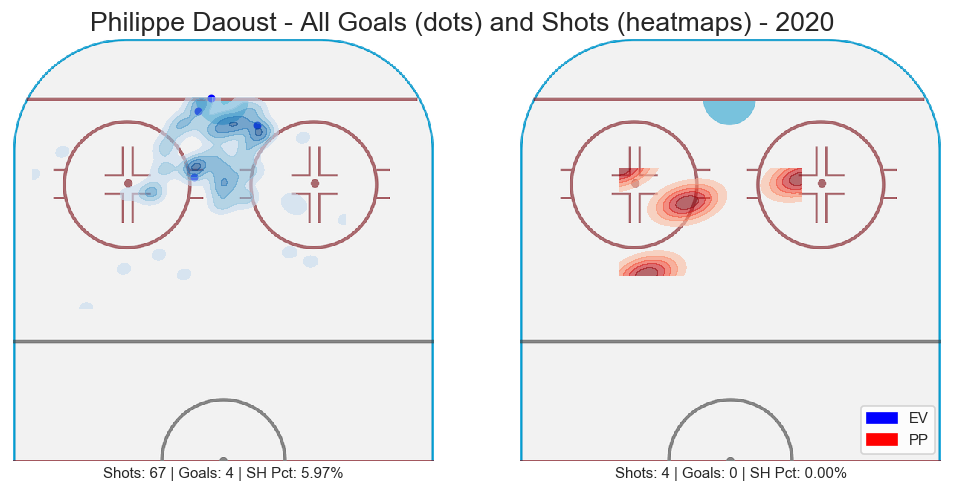 Philippe Daoust - All Goals (dots) and Shots (heatmaps) - 2020
EV
PP
Shots: 67 | Goals: 4 | SH Pct: 5.97%
Shots: 4 | Goals: 0 | SH Pct: 0.00%